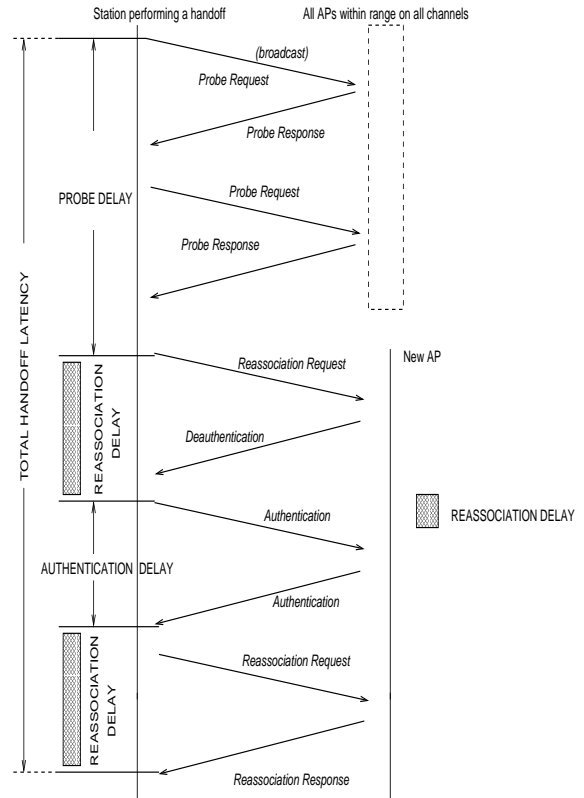 Station performing a handoff
All APs within range on all channels
(broadcast)
Probe Request
Probe Response
PROBE DELAY
Probe Request
Probe Response
TOTAL HANDOFF LATENCY
New AP
Reassociation Request
REASSOCIATION
DELAY
Deauthentication
REASSOCIATION DELAY
Authentication
AUTHENTICATION DELAY
Authentication
REASSOCIATION
DELAY
Reassociation Request
Reassociation Response